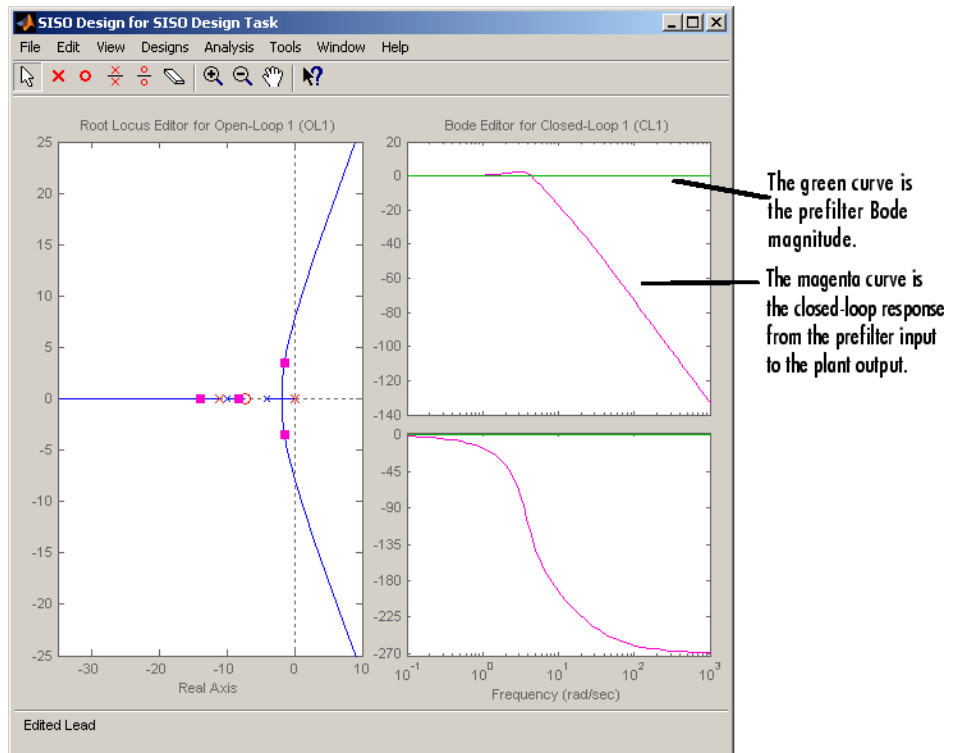 SISO Design for SISO Design Task
File Edit View Designs Analysis Tools Window Help
Root Locus Editor for Open-Loop 1 (OL1)
25
20
15
10
5
0
-5
-10
-15
-20
-25
-30 -20 -10 0 10
Real Axis
Bode Editor for Closed-Loop 1 (CL1)
20
0
-20
-40
-60
-80
-100
-120
-140
0
-45
-90
-135
-180
-225
-270
10^-1 10^0 10^1 10^2 10^3
Frequency (rad/sec)
The green curve is
the prefilter Bode
magnitude.
The magenta curve is
the closed-loop response
from the prefilter input
to the plant output.
Edited Lead